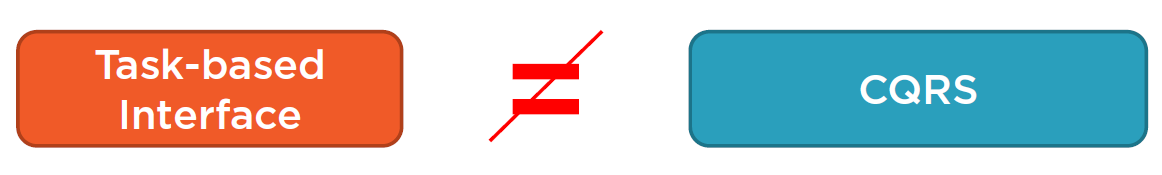 Task-based
Interface
≠
CQRS